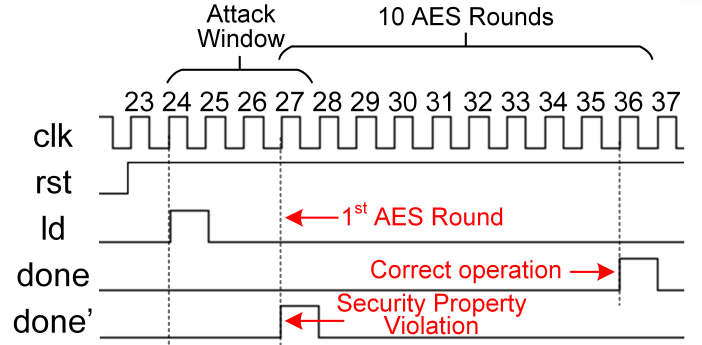 Attack
Window
10 AES Rounds
23 24 25 26 27 28 29 30 31 32 33 34 35 36 37
clk
rst
ld
1st AES Round
done
Correct operation
done’
Security Property
Violation